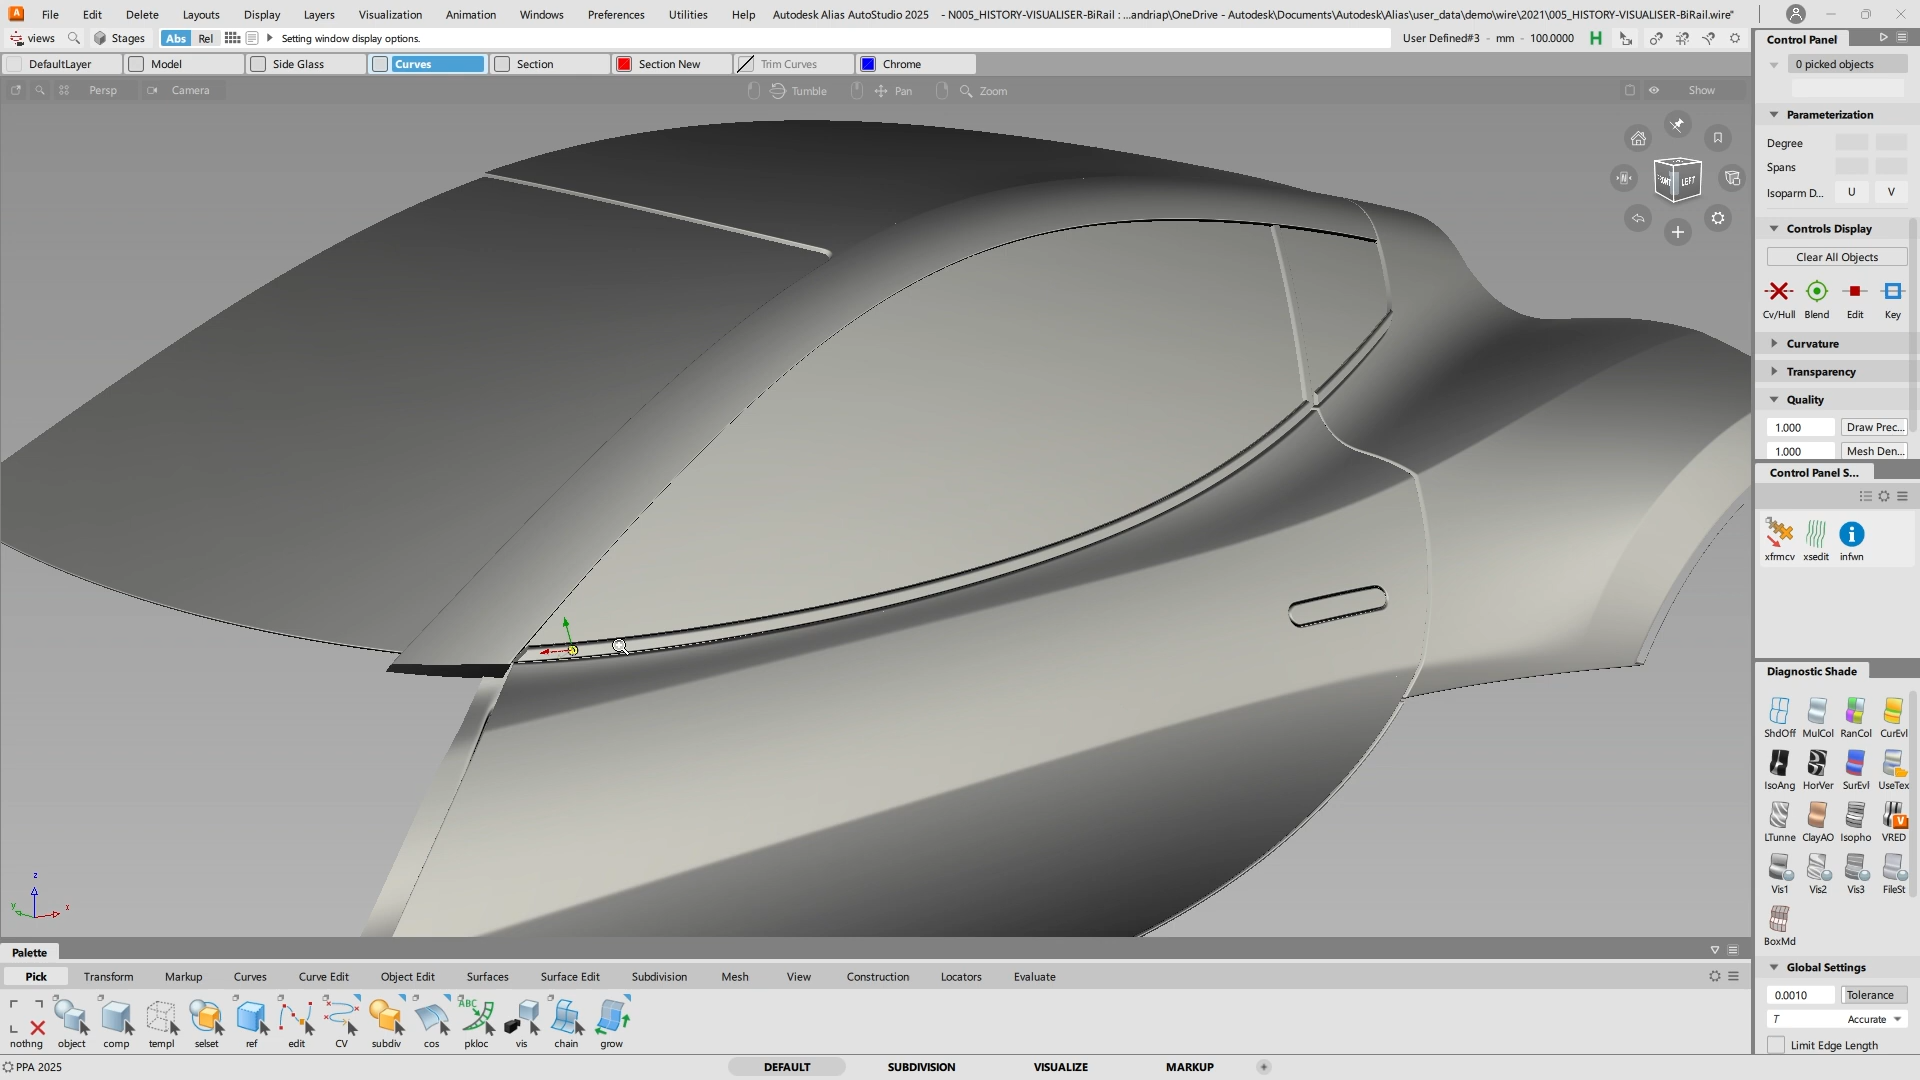 File Edit Delete Layouts Display Layers Visualization Animation Windows Preferences Utilities Help Autodesk Alias AutoStudio 2025 - N005_HISTORY-VISUALISER-BiRail : ...andriap\OneDrive - Autodesk\Documents\Autodesk\Alias\user_data\demo\wire\2021\005_HISTORY-VISUALISER-BiRail.wire"
views Stages Abs Rel Setting window display options. User Defined#3 - mm - 100.0000 H
DefaultLayer Model Side Glass Curves Section Section New Trim Curves Chrome
Persp Camera Tumble Pan Zoom Show
LEFT
z
y
x
Control Panel
0 picked objects
Parameterization
Degree
Spans
Isoparm D... U V
Controls Display
Clear All Objects
Cv/Hull Blend Edit Key
Curvature
Transparency
Quality
1.000 Draw Prec...
1.000 Mesh Den...
Control Panel S...
xfrmcv xsedit infwn
Diagnostic Shade
ShdOff MulCol RanCol CurEvl
IsoAng HorVer SurEvl UseTex
LTunne ClayAO Isopho VRED
Vis1 Vis2 Vis3 FileSt
BoxMd
Global Settings
0.0010 Tolerance
T Accurate
Limit Edge Length
Palette
Pick Transform Markup Curves Curve Edit Object Edit Surfaces Surface Edit Subdivision Mesh View Construction Locators Evaluate
ABC
nothng object comp templ selset ref edit CV subdiv cos pkloc vis chain grow
PPA 2025 DEFAULT SUBDIVISION VISUALIZE MARKUP